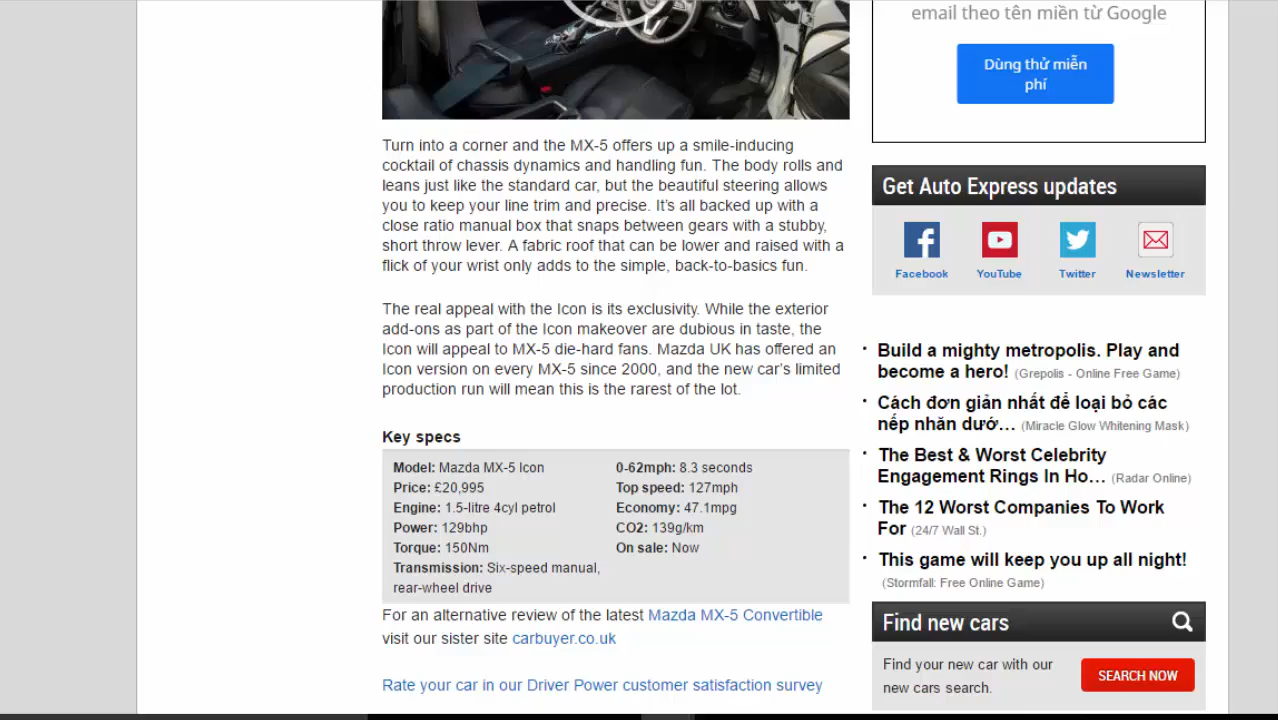 Turn into a corner and the MX-5 offers up a smile-inducing
cocktail of chassis dynamics and handling fun. The body rolls and
leans just like the standard car, but the beautiful steering allows
you to keep your line trim and precise. It’s all backed up with a
close ratio manual box that snaps between gears with a stubby,
short throw lever. A fabric roof that can be lower and raised with a
flick of your wrist only adds to the simple, back-to-basics fun.
The real appeal with the Icon is its exclusivity. While the exterior
add-ons as part of the Icon makeover are dubious in taste, the
Icon will appeal to MX-5 die-hard fans. Mazda UK has offered an
Icon version on every MX-5 since 2000, and the new car’s limited
production run will mean this is the rarest of the lot.
Key specs
Model: Mazda MX-5 Icon
Price: £20,995
Engine: 1.5-litre 4cyl petrol
Power: 129bhp
Torque: 150Nm
Transmission: Six-speed manual,
rear-wheel drive
0-62mph: 8.3 seconds
Top speed: 127mph
Economy: 47.1mpg
CO2: 139g/km
On sale: Now
For an alternative review of the latest Mazda MX-5 Convertible
visit our sister site carbuyer.co.uk
Rate your car in our Driver Power customer satisfaction survey
email theo tên miền từ Google
Dùng thử miễn
phí
Get Auto Express updates
Facebook YouTube Twitter Newsletter
• Build a mighty metropolis. Play and
become a hero! (Grepolis - Online Free Game)
• Cách đơn giản nhất để loại bỏ các
nếp nhăn dướ… (Miracle Glow Whitening Mask)
• The Best & Worst Celebrity
Engagement Rings In Ho… (Radar Online)
• The 12 Worst Companies To Work
For (24/7 Wall St.)
• This game will keep you up all night!
(Stormfall: Free Online Game)
Find new cars
Find your new car with our
new cars search.
SEARCH NOW